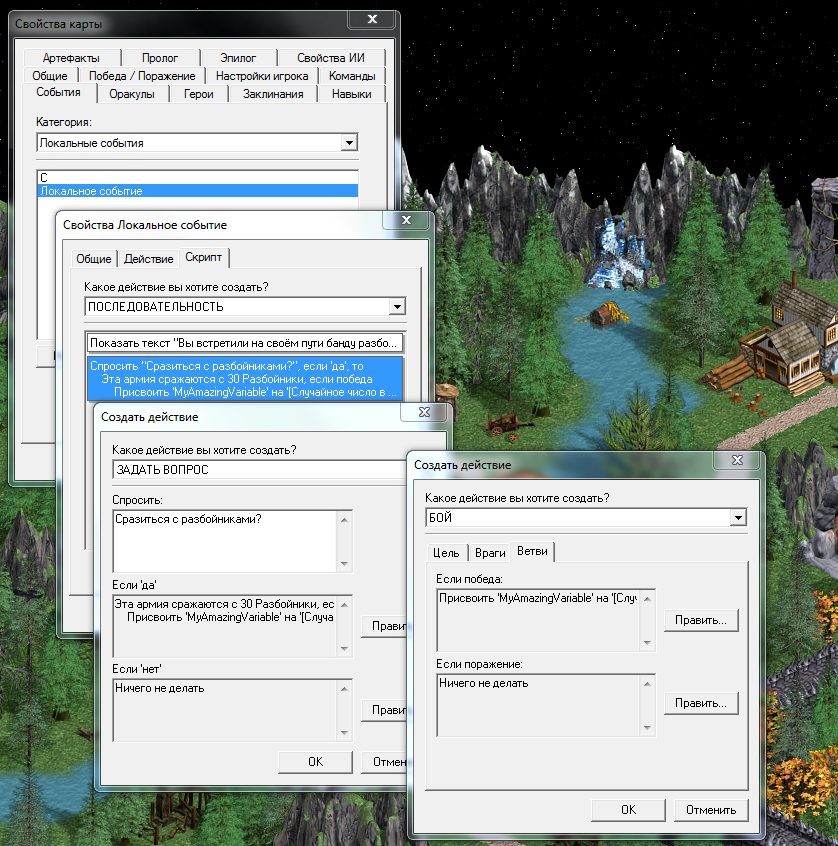 Свойства карты
Артефакты Пролог Эпилог Свойства ИИ
Общие Победа / Поражение Настройки игрока Команды
События Оракулы Герои Заклинания Навыки
Категория:
Локальные события
С
Локальное событие
Свойства Локальное событие
Общие Действие Скрипт
Какое действие вы хотите создать?
ПОСЛЕДОВАТЕЛЬНОСТЬ
Показать текст "Вы встретили на своём пути банду разбо...
Спросить "Сразиться с разбойниками?", если 'да', то
Эта армия сражаются с 30 Разбойники, если победа
Присвоить 'MyAmazingVariable' на '[Случайное число в ...
Создать действие
Какое действие вы хотите создать?
ЗАДАТЬ ВОПРОС
Спросить:
Сразиться с разбойниками?
Если 'да'
Эта армия сражаются с 30 Разбойники, ес
Присвоить 'MyAmazingVariable' на '[Случа
Правит
Если 'нет'
Ничего не делать
Правит
OK Отмен
Создать действие
Какое действие вы хотите создать?
БОЙ
Цель Враги Ветви
Если победа:
Присвоить 'MyAmazingVariable' на '[Случ
Править...
Если поражение:
Ничего не делать
Править...
OK Отменить